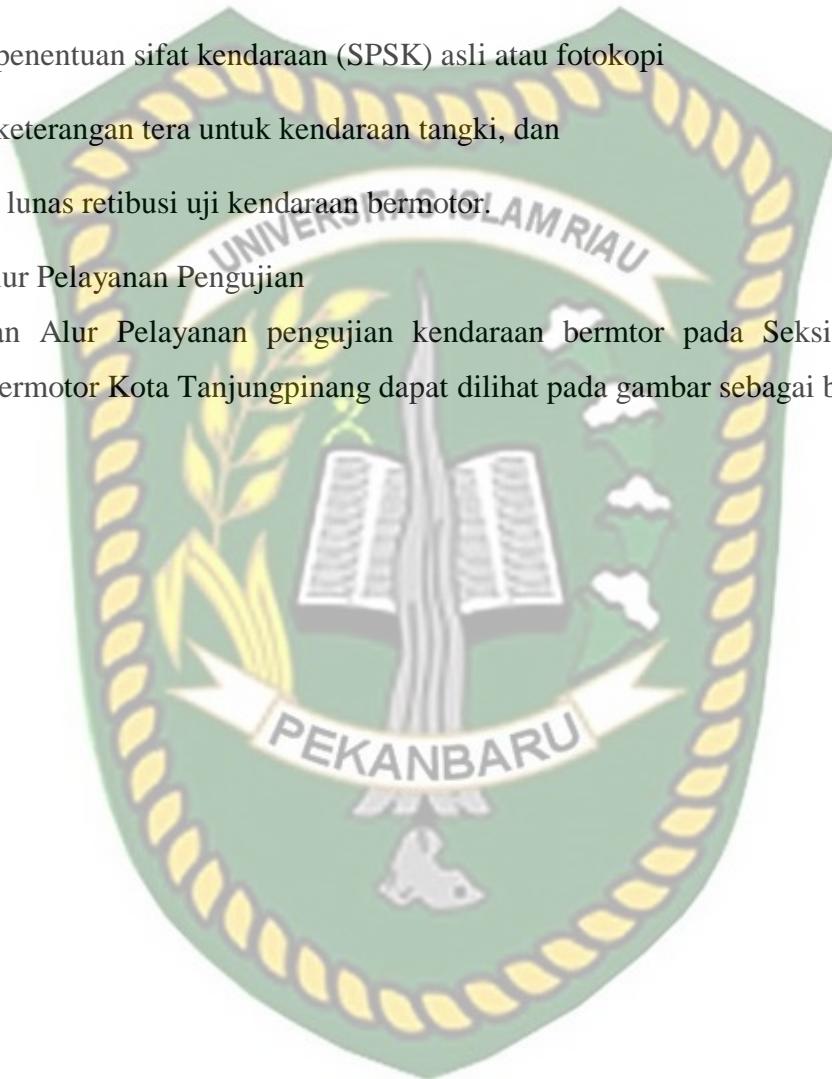 penentuan sifat kendaraan (SPSK) asli atau fotokopi
keterangan tera untuk kendaraan tangki, dan
lunas retibusi uji kendaraan bermotor.
UNIVERSITAS ISLAM RIAU
lur Pelayanan Pengujian
an Alur Pelayanan pengujian kendaraan bermtor pada Seksi
ermotor Kota Tanjungpinang dapat dilihat pada gambar sebagai b
PEKANBARU